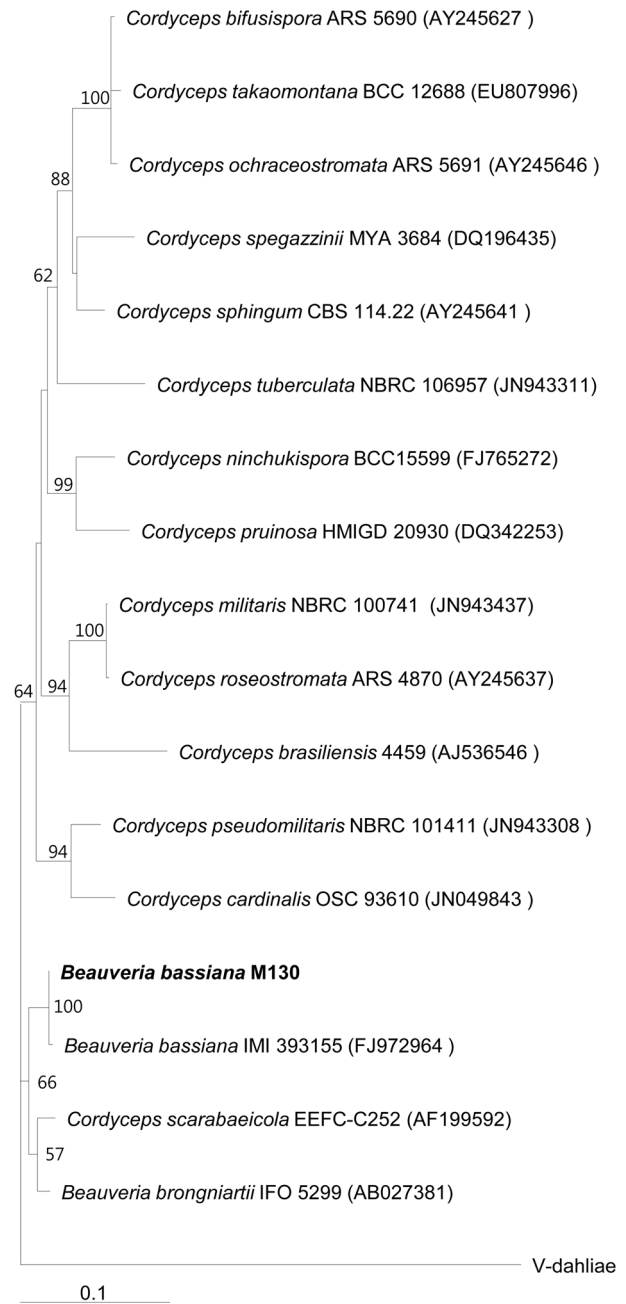 Cordyceps bifusispora ARS 5690 (AY245627 )
Cordyceps takaomontana BCC 12688 (EU807996)
100
Cordyceps ochraceostromata ARS 5691 (AY245646 )
88
Cordyceps spegazzinii MYA 3684 (DQ196435)
62
Cordyceps sphingum CBS 114.22 (AY245641 )
Cordyceps tuberculata NBRC 106957 (JN943311)
Cordyceps ninchukispora BCC15599 (FJ765272)
99
Cordyceps pruinosa HMIGD 20930 (DQ342253)
Cordyceps militaris NBRC 100741 (JN943437)
100
Cordyceps roseostromata ARS 4870 (AY245637)
94
64
Cordyceps brasiliensis 4459 (AJ536546 )
Cordyceps pseudomilitaris NBRC 101411 (JN943308 )
94
Cordyceps cardinalis OSC 93610 (JN049843 )
Beauveria bassiana M130
100
Beauveria bassiana IMI 393155 (FJ972964 )
66
Cordyceps scarabaeicola EEFC-C252 (AF199592)
57
Beauveria brongniartii IFO 5299 (AB027381)
V-dahliae
0.1